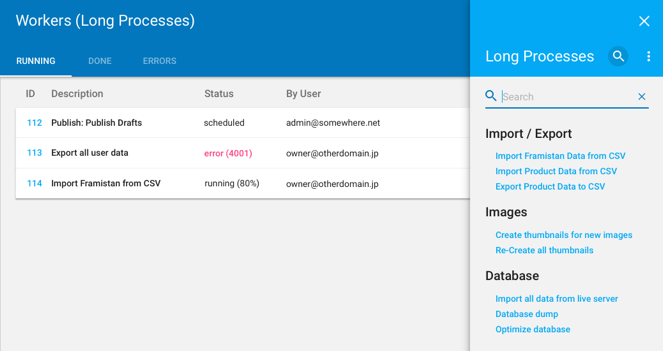 Workers (Long Processes)
RUNNING DONE ERRORS
ID Description Status By User
112 Publish: Publish Drafts scheduled admin@somewhere.net
113 Export all user data error (4001) owner@otherdomain.jp
114 Import Framistan from CSV running (80%) owner@otherdomain.jp
Long Processes
Search
Import / Export
Import Framistan Data from CSV
Import Product Data from CSV
Export Product Data to CSV
Images
Create thumbnails for new images
Re-Create all thumbnails
Database
Import all data from live server
Database dump
Optimize database